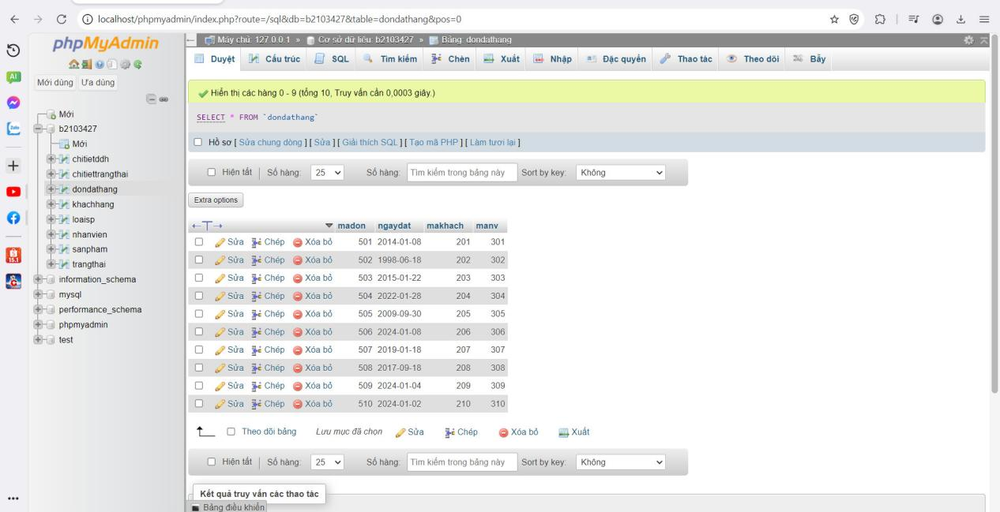 localhost/phpmyadmin/index.php?route=/sql&db=b2103427&table=dondathang&pos=0
phpMyAdmin
Mới dùng Ưa dùng
Mới
b2103427
Mới
chitietddh
chitiettrangthai
dondathang
khachhang
loaisp
nhanvien
sanpham
trangthai
information_schema
mysql
performance_schema
phpmyadmin
test
AI
Zalo
15.1
Máy chủ: 127.0.0.1 » Cơ sở dữ liệu: b2103427 » Bảng: dondathang
Duyệt Cấu trúc SQL Tìm kiếm Chèn Xuất Nhập Đặc quyền Thao tác Theo dõi Bẫy
Hiển thị các hàng 0 - 9 (tổng 10, Truy vấn cần 0,0003 giây.)
SELECT * FROM `dondathang`
Hồ sơ [ Sửa chung dòng ] [ Sửa ] [ Giải thích SQL ] [ Tạo mã PHP ] [ Làm tươi lại ]
Hiện tất | Số hàng: 25 Số hàng: Tìm kiếm trong bảng này Sort by key: Không
Extra options
←T→ madon ngaydat makhach manv
Sửa Chép Xóa bỏ 501 2014-01-08 201 301
Sửa Chép Xóa bỏ 502 1998-06-18 202 302
Sửa Chép Xóa bỏ 503 2015-01-22 203 303
Sửa Chép Xóa bỏ 504 2022-01-28 204 304
Sửa Chép Xóa bỏ 505 2009-09-30 205 305
Sửa Chép Xóa bỏ 506 2024-01-08 206 306
Sửa Chép Xóa bỏ 507 2019-01-18 207 307
Sửa Chép Xóa bỏ 508 2017-09-18 208 308
Sửa Chép Xóa bỏ 509 2024-01-04 209 309
Sửa Chép Xóa bỏ 510 2024-01-02 210 310
Theo dõi bảng Lưu mục đã chọn Sửa Chép Xóa bỏ Xuất
Hiện tất | Số hàng: 25 Số hàng: Tìm kiếm trong bảng này Sort by key: Không
Kết quả truy vấn các thao tác
Bảng điều khiển